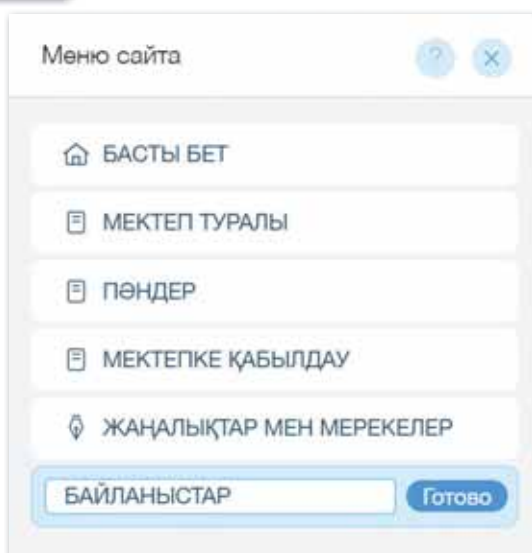 Меню сайта
?
×
БАСТЫ БЕТ
МЕКТЕП ТУРАЛЫ
ПӘНДЕР
МЕКТЕПКЕ ҚАБЫЛДАУ
ЖАҢАЛЫҚТАР МЕН МЕРЕКЕЛЕР
БАЙЛАНЫСТАР Готово